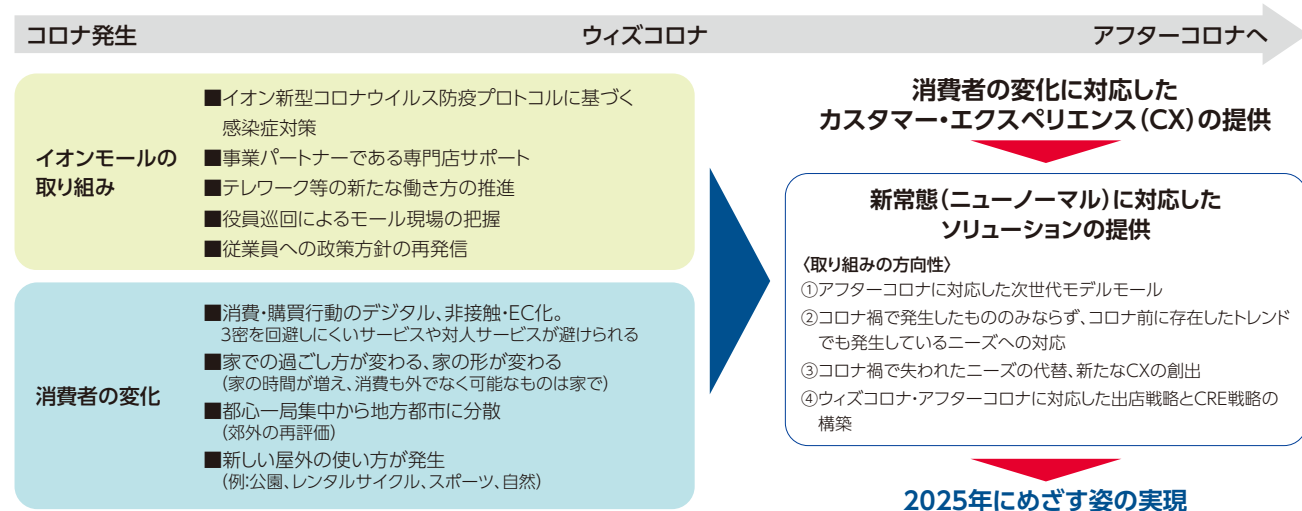 コロナ発生
ウィズコロナ
アフターコロナへ
イオンモールの
取り組み
■イオン新型コロナウイルス防疫プロトコルに基づく
感染症対策
■事業パートナーである専門店サポート
■テレワーク等の新たな働き方の推進
■役員巡回によるモール現場の把握
■従業員への政策方針の再発信
消費者の変化
■消費・購買行動のデジタル、非接触・EC化。
3密を回避しにくいサービスや対人サービスが避けられる
■家での過ごし方が変わる、家の形が変わる
(家の時間が増え、消費も外でなく可能なものは家で)
■都心一局集中から地方都市に分散
(郊外の再評価)
■新しい屋外の使い方が発生
(例:公園、レンタルサイクル、スポーツ、自然)
消費者の変化に対応した
カスタマー・エクスペリエンス(CX)の提供
新常態(ニューノーマル)に対応した
ソリューションの提供
〈取り組みの方向性〉
①アフターコロナに対応した次世代モデルモール
②コロナ禍で発生したもののみならず、コロナ前に存在したトレンド
でも発生しているニーズへの対応
③コロナ禍で失われたニーズの代替、新たなCXの創出
④ウィズコロナ・アフターコロナに対応した出店戦略とCRE戦略の
構築
2025年にめざす姿の実現